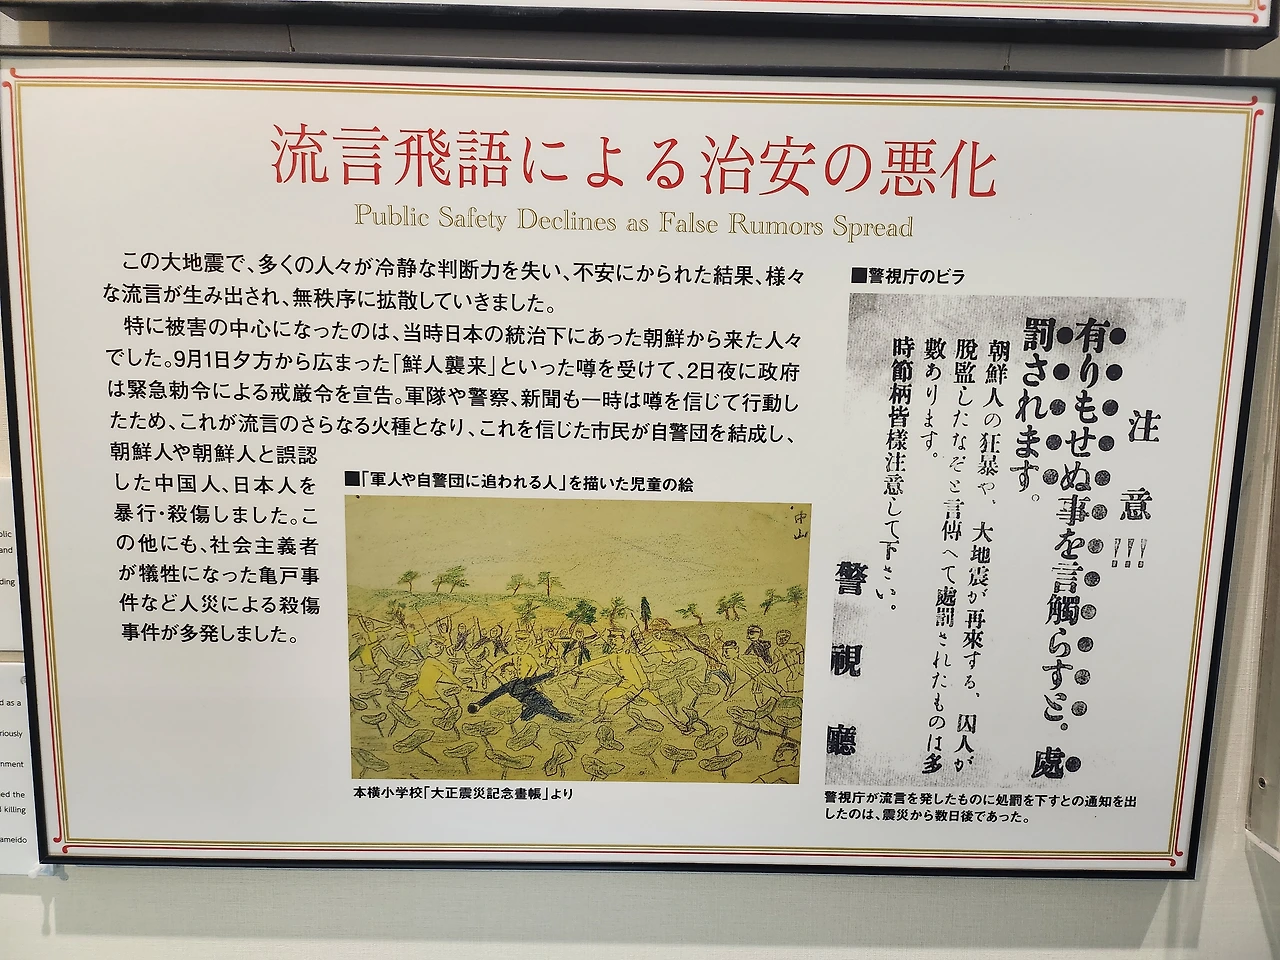 流言飛語による治安の悪化
Public Safety Declines as False Rumors Spread
この大地震で、多くの人々が冷静な判断力を失い、不安にかられた結果、様々
な流言が生み出され、無秩序に拡散していきました。
特に被害の中心になったのは、当時日本の統治下にあった朝鮮から来た人々
でした。9月1日夕方から広まった「鮮人襲来」といった噂を受けて、2日夜に政府
は緊急勅令による戒厳令を宣告。軍隊や警察、新聞も一時は噂を信じて行動し
たため、これが流言のさらなる火種となり、これを信じた市民が自警団を結成し、
朝鮮人や朝鮮人と誤認
した中国人、日本人を
暴行・殺傷しました。こ
の他にも、社会主義者
が犠牲になった亀戸事
件など人災による殺傷
事件が多発しました。
■「軍人や自警団に追われる人」を描いた児童の絵
中山
本横小学校「大正震災記念畫帳」より
■警視庁のビラ
注意!!!
有りもせぬ事を言觸らすと、處
罰されます。
朝鮮人の狂暴や、大地震が再來する、囚人が
脫監したなぞと言傳へて處罰されたものは多
數あります。
時節柄皆樣注意して下さい。
警視廳
警視庁が流言を発したものに処罰を下すとの通知を出
したのは、震災から数日後であった。
blic
and
ding
d as a
riously
nment
ed the
killing
ameido